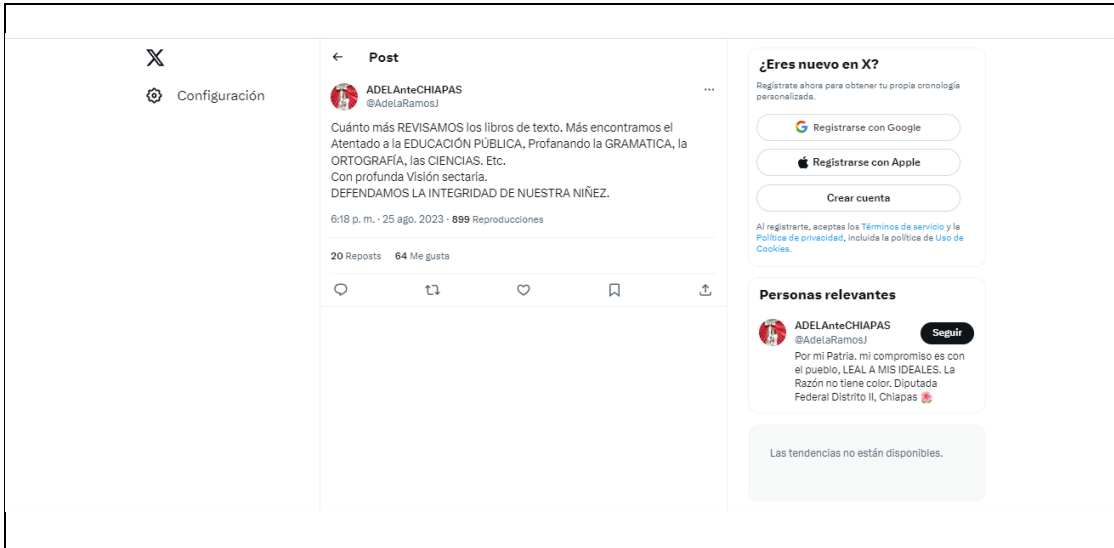 Configuración
Post
ADELAnteCHIAPAS
@AdelaRamosJ
Cuánto más REVISAMOS los libros de texto. Más encontramos el
Atentado a la EDUCACIÓN PÚBLICA, Profanando la GRAMATICA, la
ORTOGRAFÍA, las CIENCIAS. Etc.
Con profunda Visión sectaria.
DEFENDAMOS LA INTEGRIDAD DE NUESTRA NIÑEZ.
6:18 p. m. · 25 ago. 2023 · 899 Reproducciones
20 Reposts 64 Me gusta
¿Eres nuevo en X?
Regístrate ahora para obtener tu propia cronología
personalizada.
Registrarse con Google
Registrarse con Apple
Crear cuenta
Al registrarte, aceptas los Términos de servicio y la
Política de privacidad, incluida la política de Uso de
Cookies.
Personas relevantes
ADELAnteCHIAPAS
@AdelaRamosJ
Seguir
Por mi Patria. mi compromiso es con
el pueblo, LEAL A MIS IDEALES. La
Razón no tiene color. Diputada
Federal Distrito II, Chiapas
Las tendencias no están disponibles.